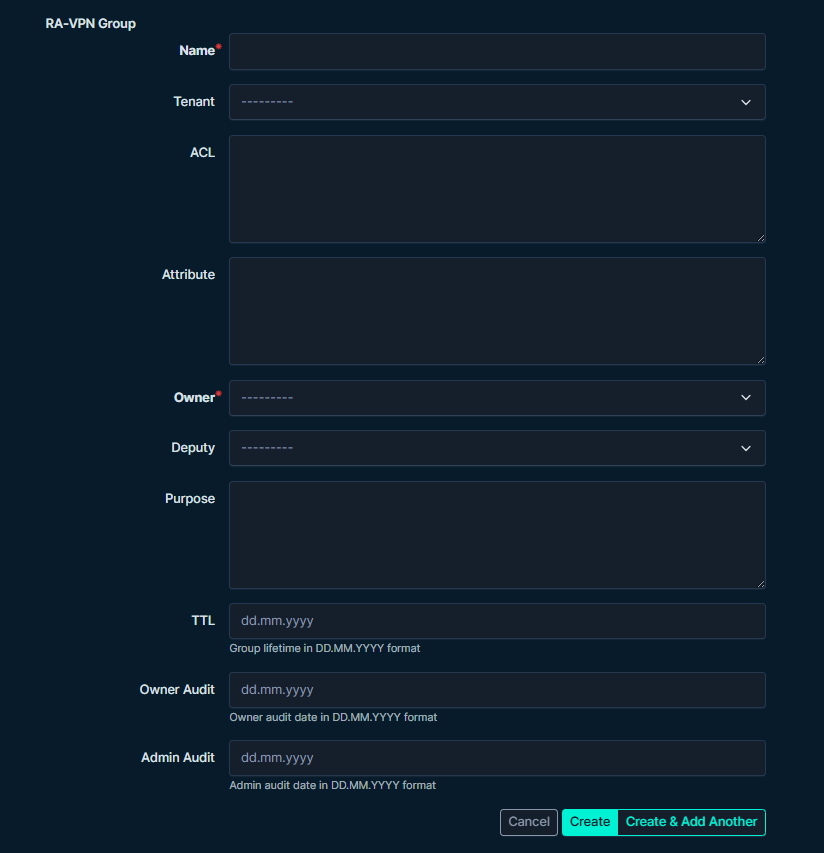 RA-VPN Group
Name*
Tenant
---------
ACL
Attribute
Owner*
---------
Deputy
---------
Purpose
TTL
dd.mm.yyyy
Group lifetime in DD.MM.YYYY format
Owner Audit
dd.mm.yyyy
Owner audit date in DD.MM.YYYY format
Admin Audit
dd.mm.yyyy
Admin audit date in DD.MM.YYYY format
Cancel Create Create & Add Another